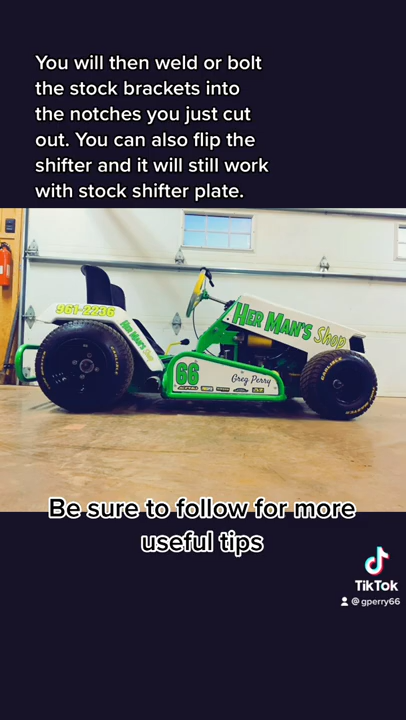 You will then weld or bolt
the stock brackets into
the notches you just cut
out. You can also flip the
shifter and it will still work
with stock shifter plate.
961-2236
HER MAN'S Shop
HER MAN'S Shop
66
Greg Perry
Be sure to follow for more
useful tips
TikTok
@gperry66